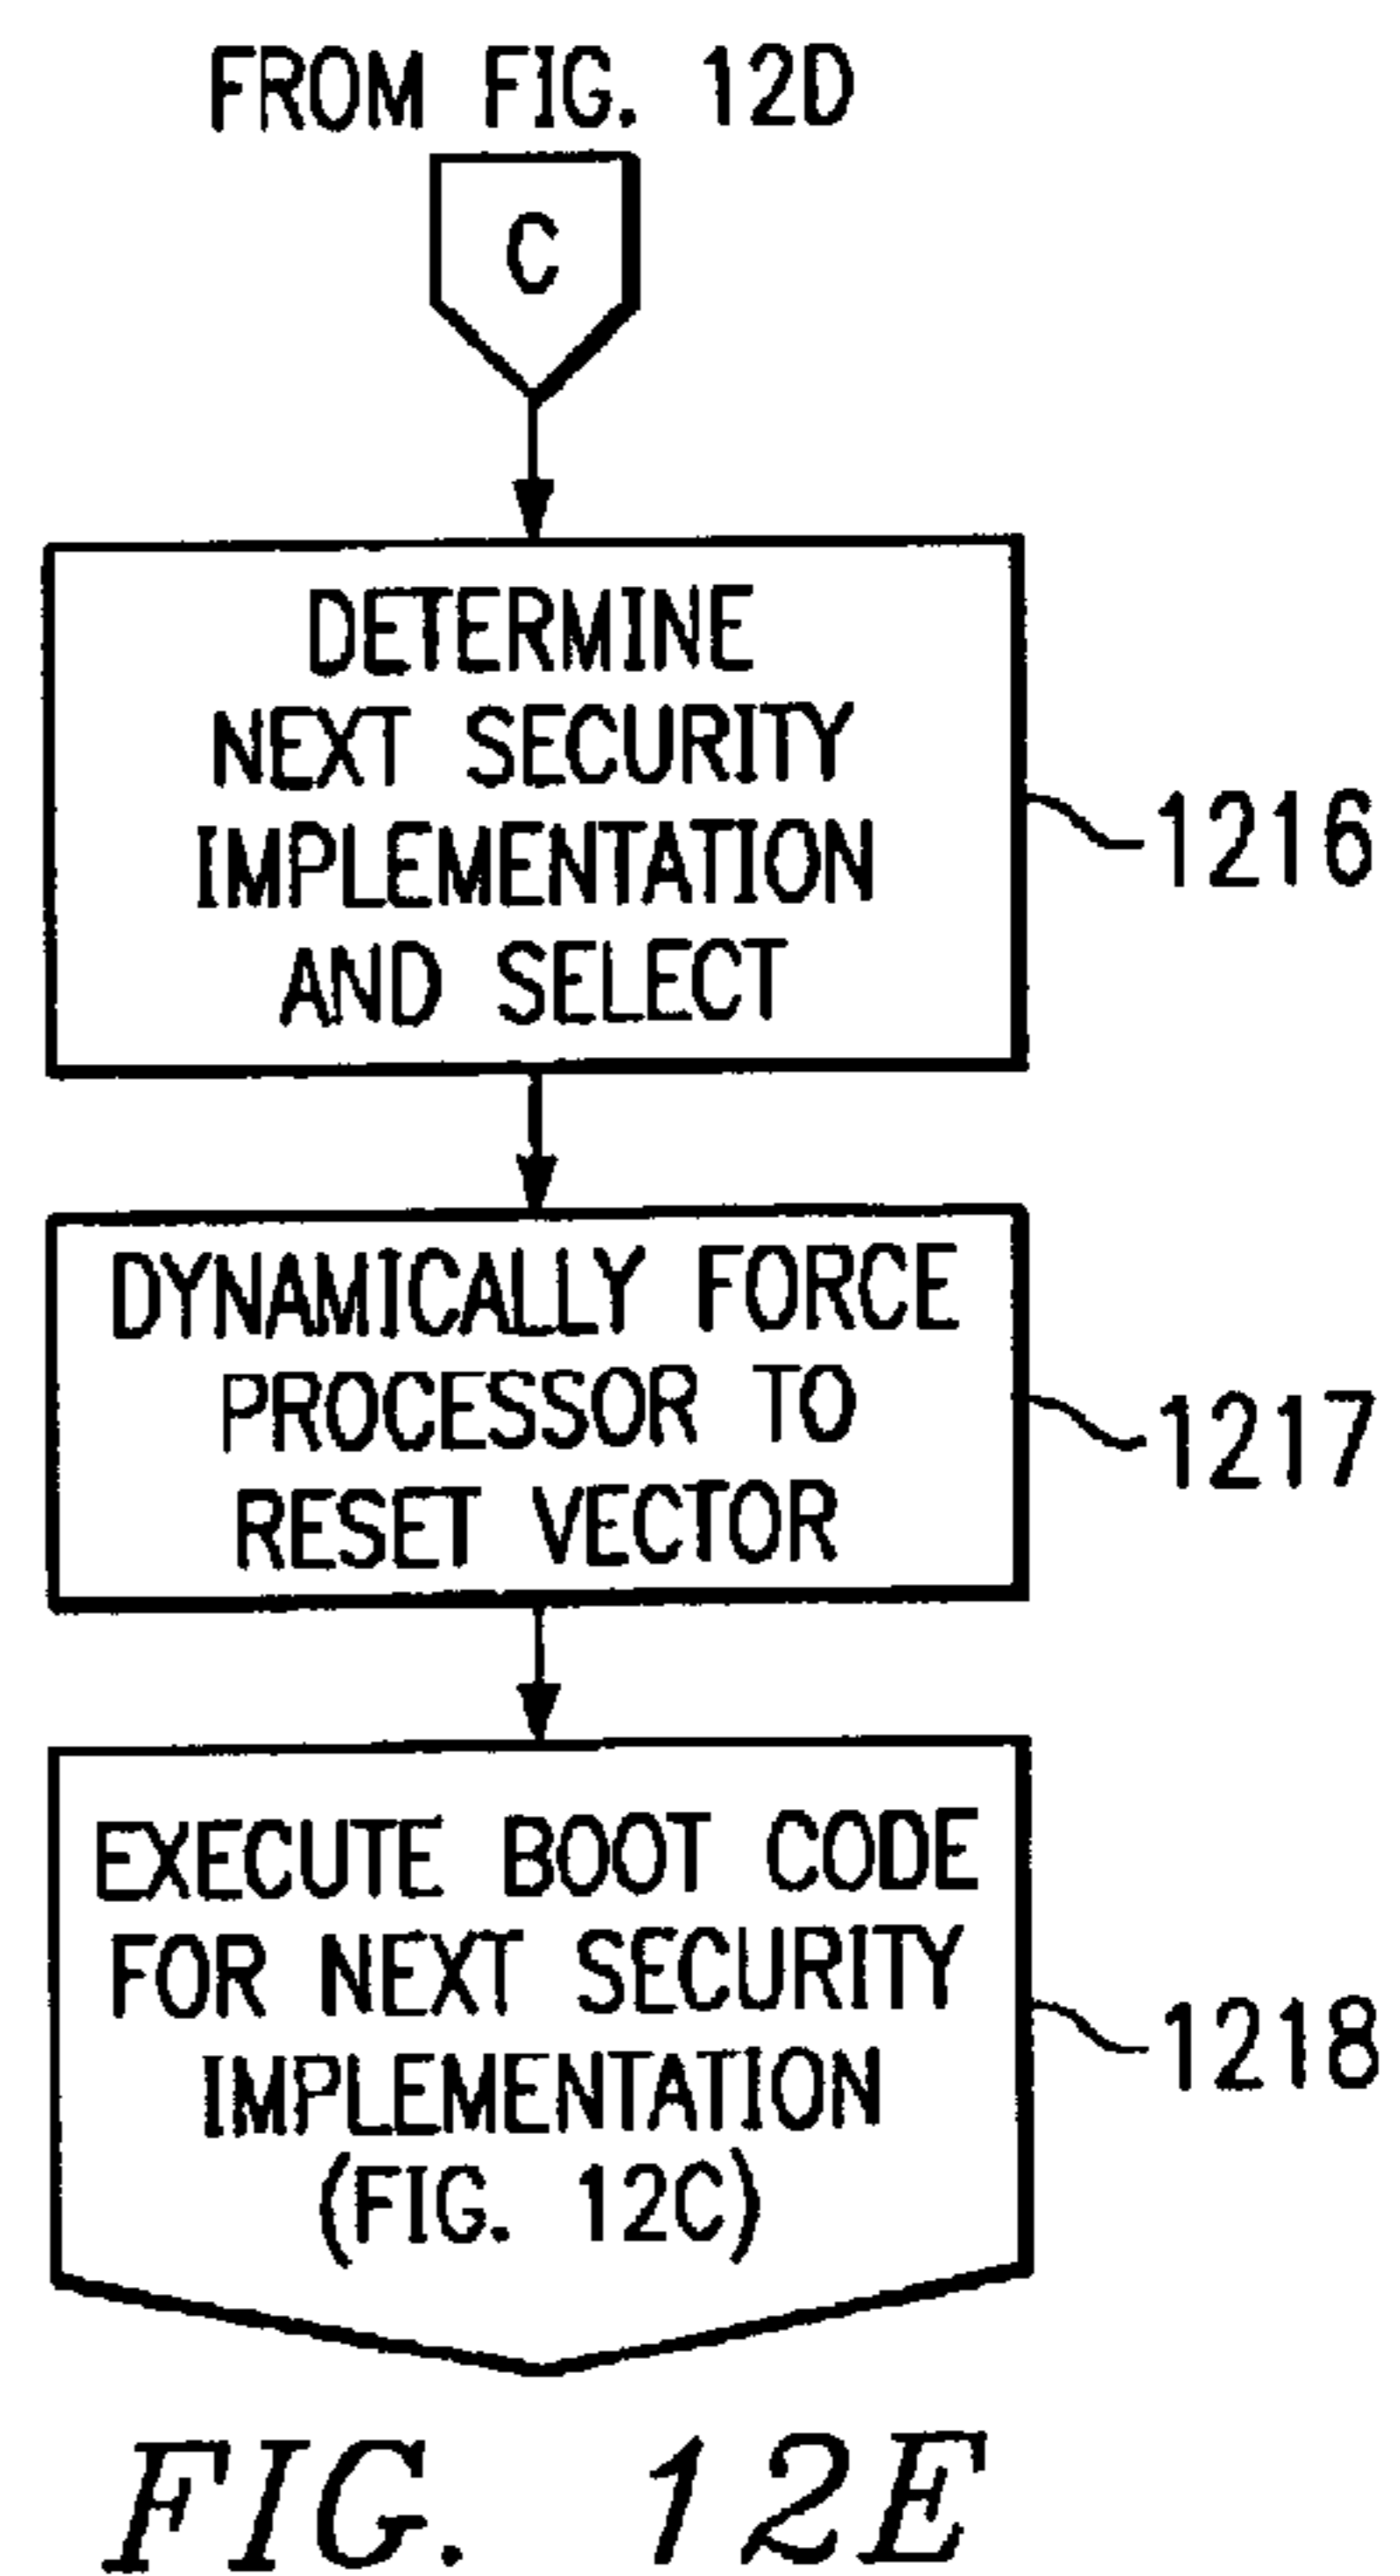 FROM FIG. 12D
C
DETERMINE
NEXT SECURITY
IMPLEMENTATION
AND SELECT
1216
DYNAMICALLY FORCE
PROCESSOR TO
RESET VECTOR
1217
EXECUTE BOOT CODE
FOR NEXT SECURITY
IMPLEMENTATION
(FIG. 12C)
1218
FIG. 12E